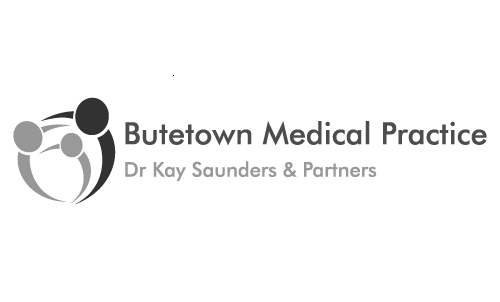 Butetown Medical Practice
Dr Kay Saunders & Partners